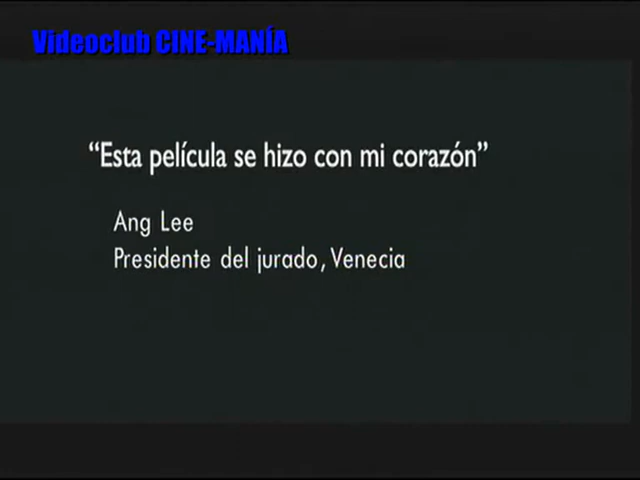 Videoclub CINE-MANÍA
“Esta película se hizo con mi corazón”
Ang Lee
Presidente del jurado, Venecia